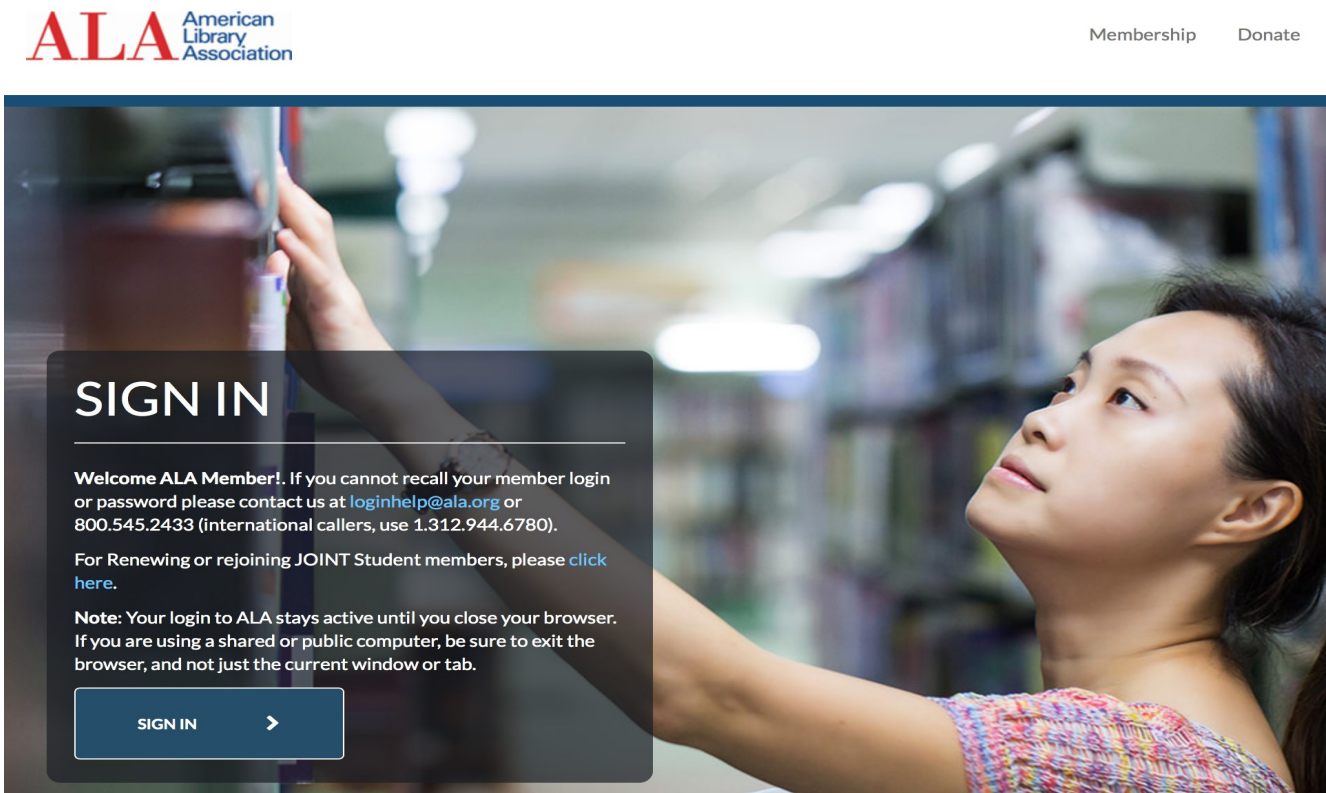 ALA American
Library
Association
Membership Donate
SIGN IN
Welcome ALA Member!. If you cannot recall your member login
or password please contact us at loginhelp@ala.org or
800.545.2433 (international callers, use 1.312.944.6780).
For Renewing or rejoining JOINT Student members, please click
here.
Note: Your login to ALA stays active until you close your browser.
If you are using a shared or public computer, be sure to exit the
browser, and not just the current window or tab.
SIGN IN